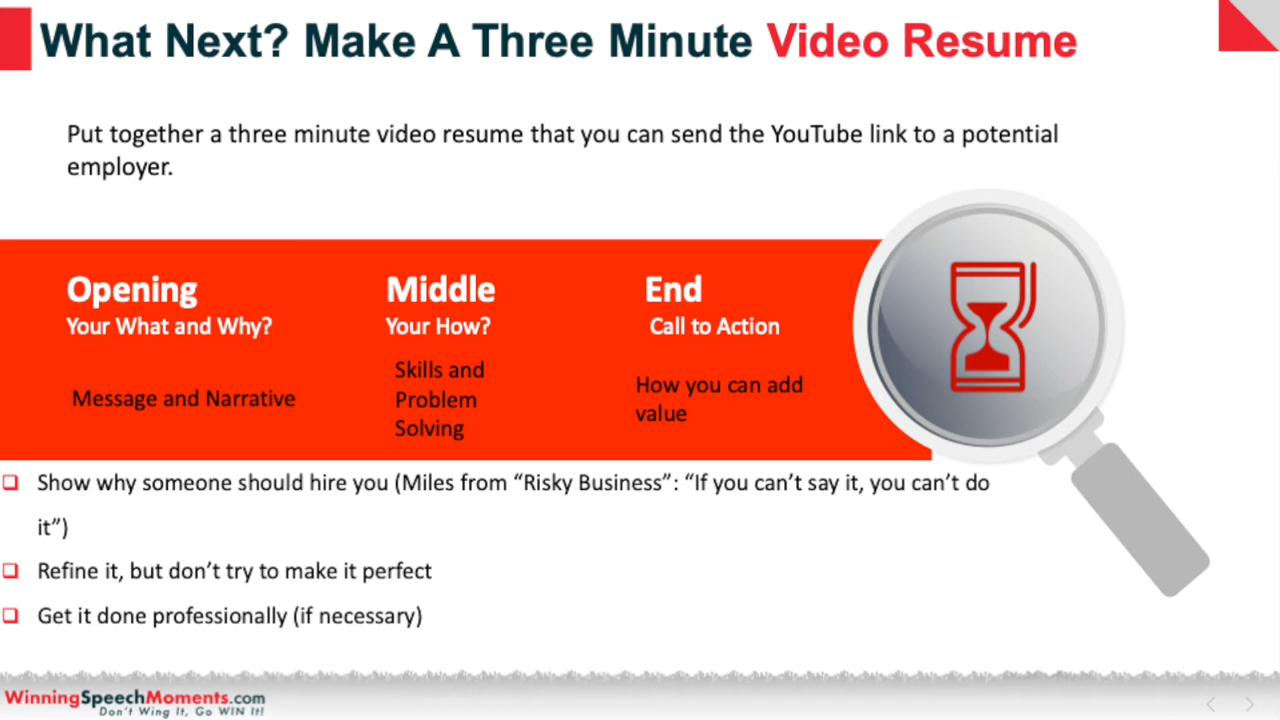 What Next? Make A Three Minute Video Resume
Put together a three minute video resume that you can send the YouTube link to a potential
employer.
Opening
Your What and Why?
Message and Narrative
Middle
Your How?
Skills and
Problem
Solving
End
Call to Action
How you can add
value
Show why someone should hire you (Miles from “Risky Business”: “If you can’t say it, you can’t do
it”)
Refine it, but don’t try to make it perfect
Get it done professionally (if necessary)
WinningSpeechMoments.com
Don't Wing It, Go WIN It!